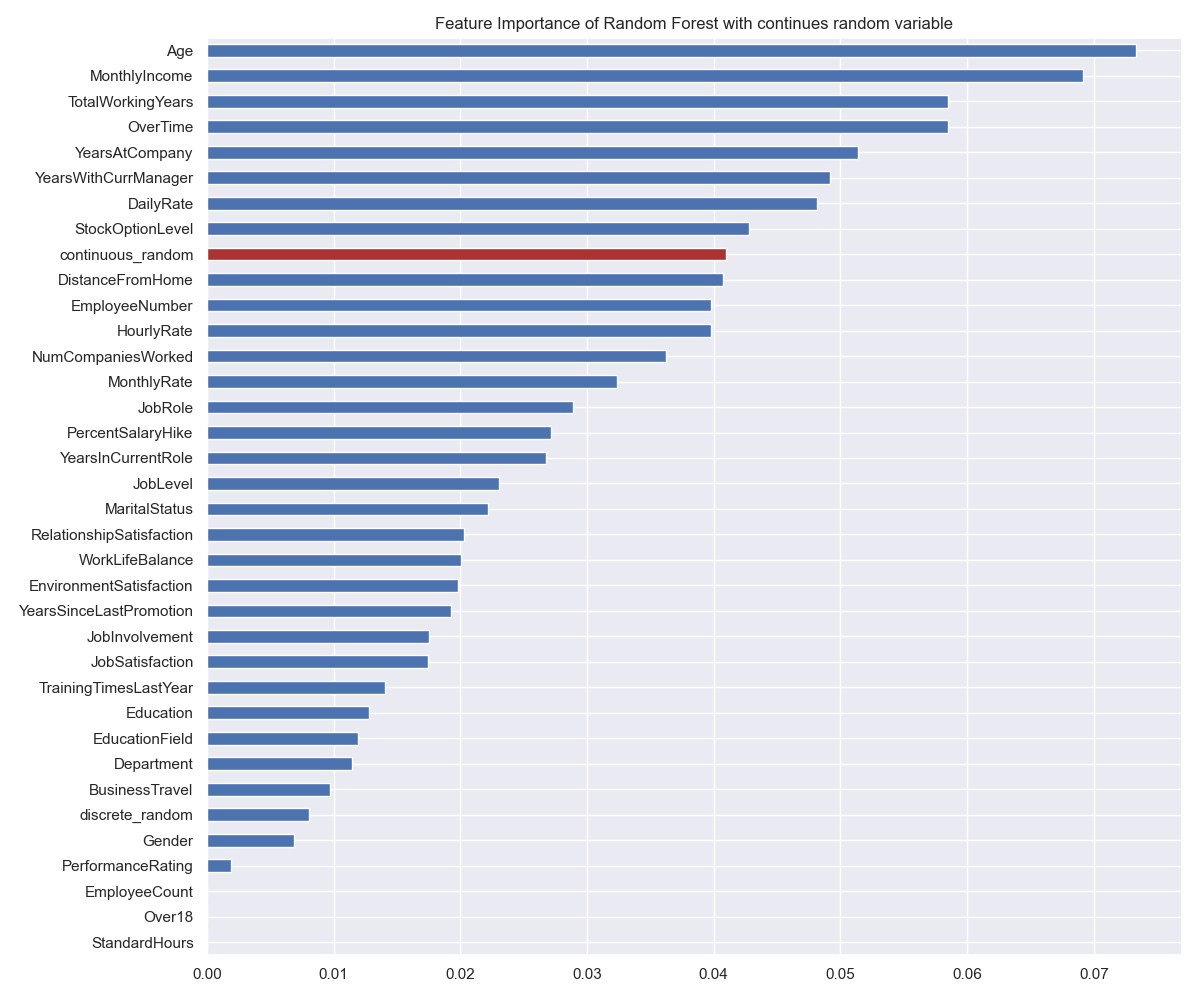 Feature Importance of Random Forest with continues random variable
Age
MonthlyIncome
TotalWorkingYears
OverTime
YearsAtCompany
YearsWithCurrManager
DailyRate
StockOptionLevel
continuous_random
DistanceFromHome
EmployeeNumber
HourlyRate
NumCompaniesWorked
MonthlyRate
JobRole
PercentSalaryHike
YearsInCurrentRole
JobLevel
MaritalStatus
RelationshipSatisfaction
WorkLifeBalance
EnvironmentSatisfaction
YearsSinceLastPromotion
JobInvolvement
JobSatisfaction
TrainingTimesLastYear
Education
EducationField
Department
BusinessTravel
discrete_random
Gender
PerformanceRating
EmployeeCount
Over18
StandardHours
0.00 0.01 0.02 0.03 0.04 0.05 0.06 0.07